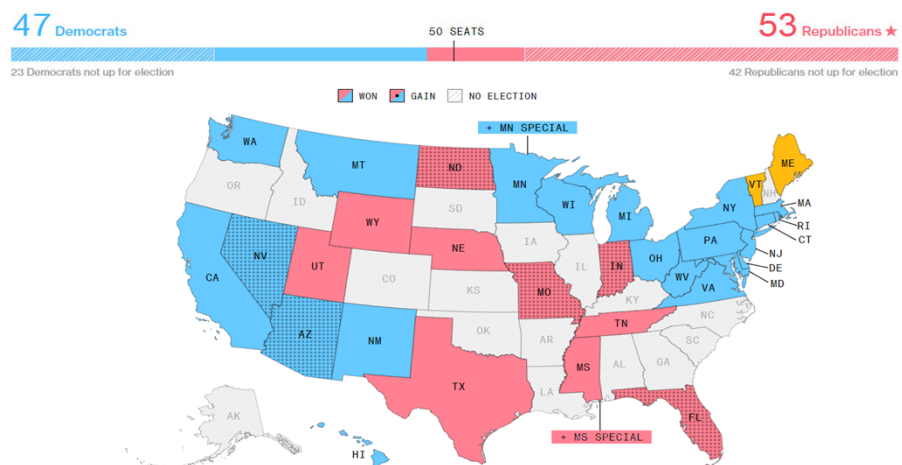 47 Democrats
50 SEATS
53 Republicans ★
23 Democrats not up for election
42 Republicans not up for election
WON
GAIN
NO ELECTION
+ MN SPECIAL
WA
MT
ND
MN
OR
ID
SD
WI
MI
ME
VT
NH
NY
MA
RI
CT
WY
NE
IA
PA
NJ
NV
UT
CO
IL
IN
OH
DE
MD
CA
KS
MO
KY
WV
VA
AZ
NM
OK
AR
TN
NC
SC
TX
LA
MS
AL
GA
FL
AK
HI
+ MS SPECIAL